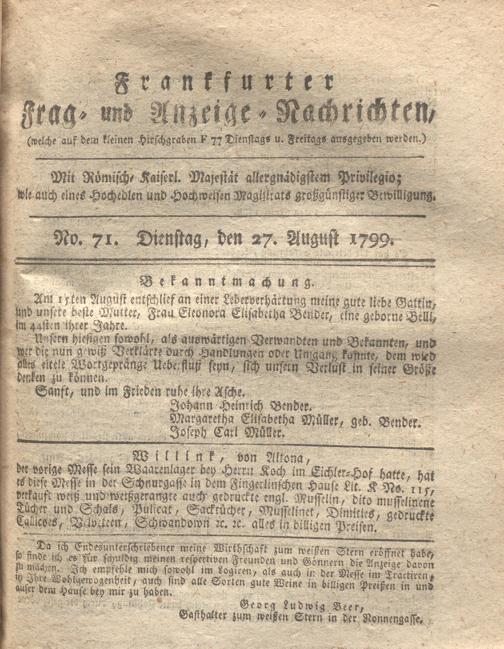 Frankfurter
Frag- und Anzeige-Nachrichten,
(welche auf dem kleinen Hirschgraben F 77 Dienstags u. Freitags ausgegeben werden.)
Mit Römisch-Kaiserl. Majestät allergnädigstem Privilegio;
wie auch eines Hochedlen und Hochweisen Magistrats großgünstiger Bewilligung.
No. 71. Dienstag, den 27. August 1799.
Bekanntmachung.
Am 15ten August entschlief an einer Leberverhärtung meine gute liebe Gattin,
und unsere beste Mutter, Frau Eleonora Elisabetha Bender, eine geborne Belli,
im 44sten ihrer Jahre.
Unsern hiesigen sowohl, als auswärtigen Verwandten und Bekannten, und
wer die nun gewiß Verklärte durch Handlungen oder Umgang kannte, dem wird
alles eitele Wortgepränge Ueberfluß seyn, sich unsern Verlust in seiner Größe
denken zu können.
Sanft, und im Frieden ruhe ihre Asche.
Johann Heinrich Bender.
Margaretha Elisabetha Müller, geb. Bender.
Joseph Carl Müller.
Willink, von Altona,
der vorige Messe sein Waarenlager bey Herrn Koch im Eichler-Hof hatte, hat
es diese Messe in der Schnurgasse in dem Fingerlinschen Hause Lit. K No. 115,
verkauft weiß und weißgerangte auch gedruckte engl. Musselin, dito musselinene
Tücher und Schals, Pulicat, Sacktücher, Musselinet, Dimities, gedruckte
Callicoes, Velveteen, Schwandown ꝛc. ꝛc. alles in billigen Preisen.
Da ich Endesunterschriebener meine Wirthschaft zum weißen Stern eröffnet habe,
so finde ich es für schuldig meinen respectiven Freunden und Gönnern die Anzeige davon
zu machen. Ich empfehle mich sowohl im Logiren, als auch in der Messe im Tractiren,
in Ihre Wohlgewogenheit, auch sind alle Sorten gute Weine in billigen Preißen in und
auser dem Hause bey mir zu haben.
Georg Ludwig Beer,
Gasthalter zum weißen Stern in der Nonnengasse.